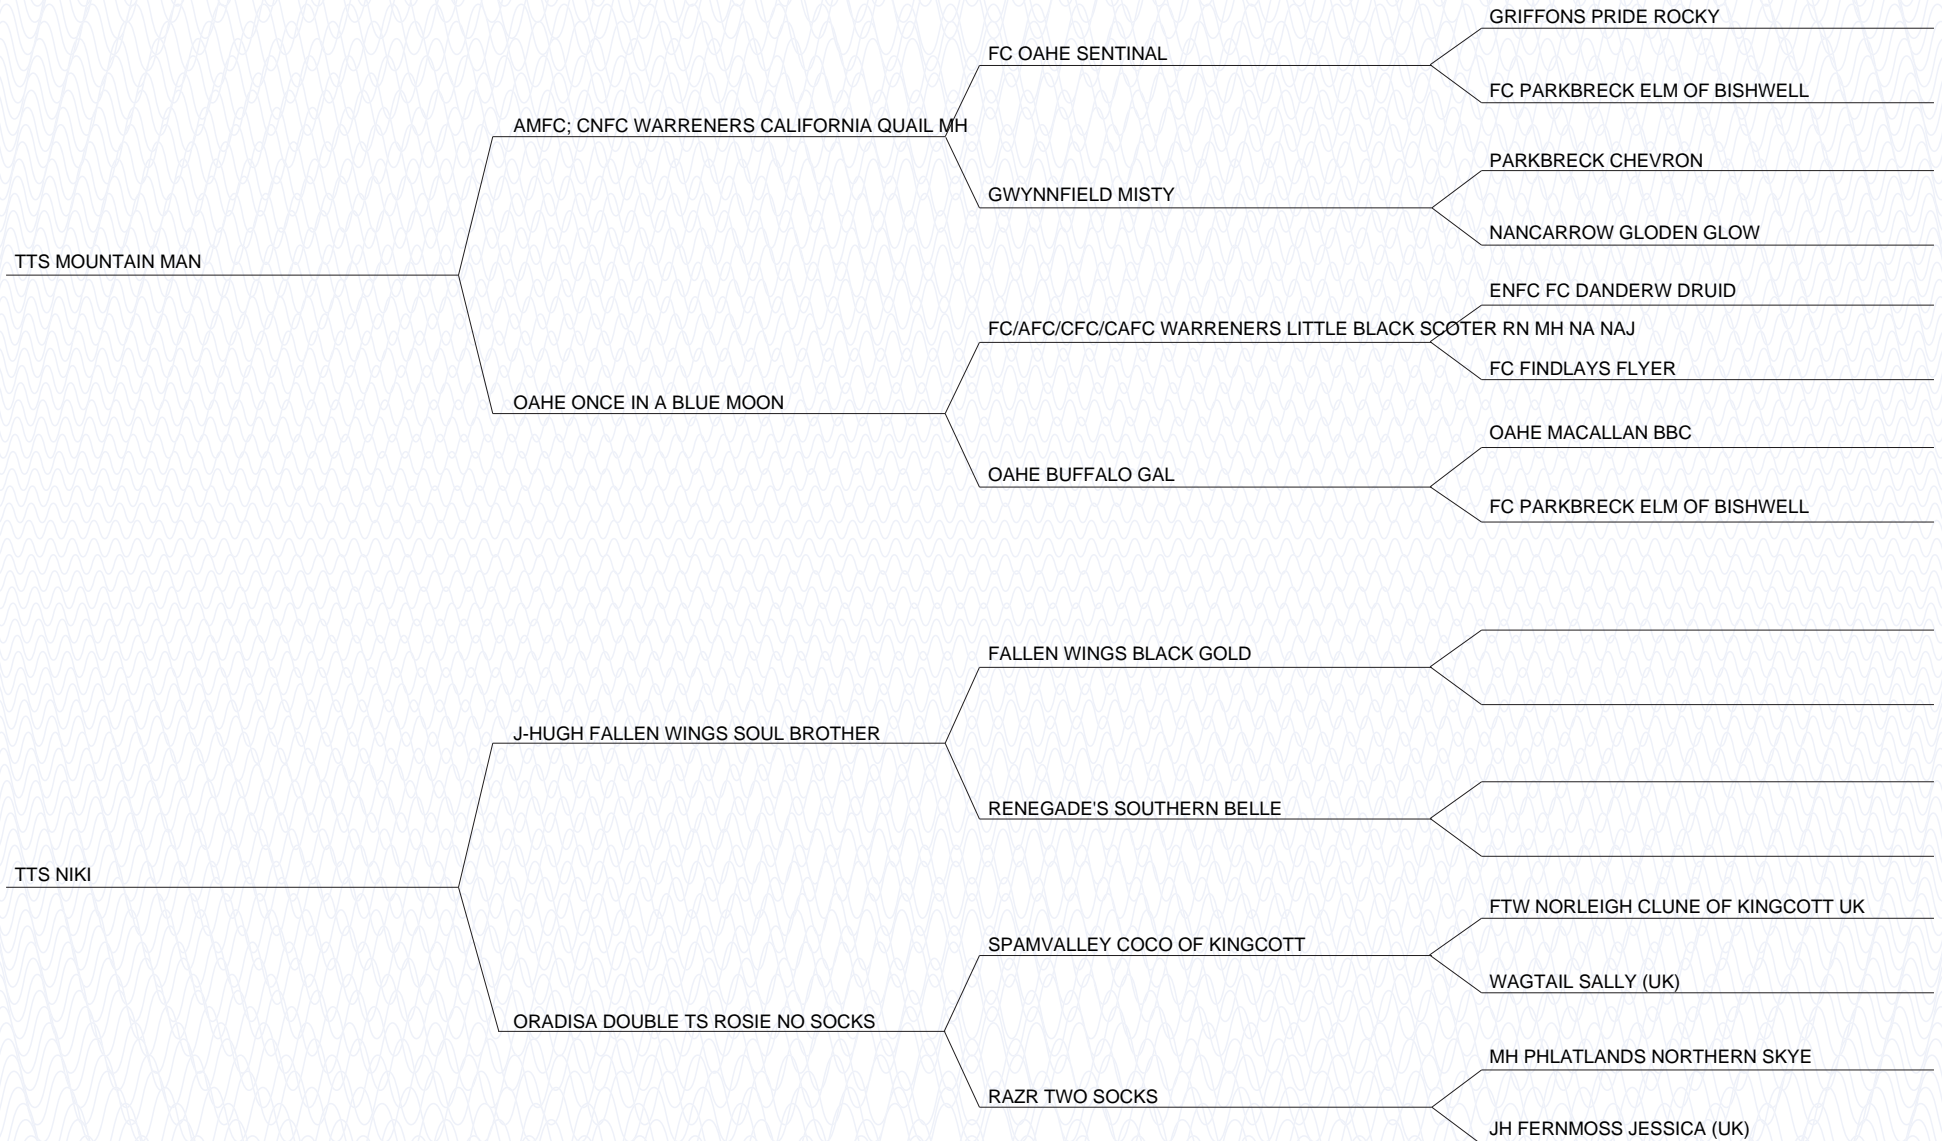 GRIFFONS PRIDE ROCKY
FC OAHE SENTINAL
FC PARKBRECK ELM OF BISHWELL
AMFC; CNFC WARRENERS CALIFORNIA QUAIL MH
PARKBRECK CHEVRON
GWYNNFIELD MISTY
NANCARROW GLODEN GLOW
TTS MOUNTAIN MAN
ENFC FC DANDERW DRUID
FC/AFC/CFC/CAFC WARRENERS LITTLE BLACK SCOTER RN MH NA NAJ
FC FINDLAYS FLYER
OAHE ONCE IN A BLUE MOON
OAHE MACALLAN BBC
OAHE BUFFALO GAL
FC PARKBRECK ELM OF BISHWELL
FALLEN WINGS BLACK GOLD
J-HUGH FALLEN WINGS SOUL BROTHER
RENEGADE'S SOUTHERN BELLE
TTS NIKI
FTW NORLEIGH CLUNE OF KINGCOTT UK
SPAMVALLEY COCO OF KINGCOTT
WAGTAIL SALLY (UK)
ORADISA DOUBLE TS ROSIE NO SOCKS
MH PHLATLANDS NORTHERN SKYE
RAZR TWO SOCKS
JH FERNMOSS JESSICA (UK)